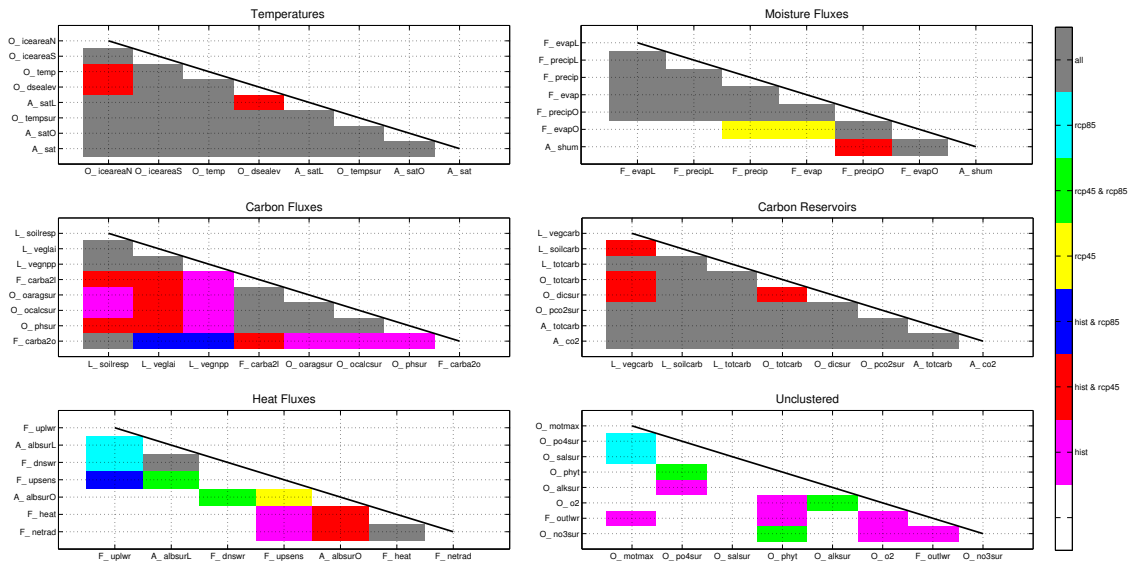 Temperatures
O_ iceareaN
O_ iceareaS
O_ temp
O_ dsealev
A_ satL
O_ tempsur
A_ satO
A_ sat
O_ iceareaN O_ iceareaS O_ temp O_ dsealev A_ satL O_ tempsur A_ satO A_ sat
Moisture Fluxes
F_ evapL
F_ precipL
F_ precip
F_ evap
F_ precipO
F_ evapO
A_ shum
F_ evapL F_ precipL F_ precip F_ evap F_ precipO F_ evapO A_ shum
Carbon Fluxes
L_ soilresp
L_ veglai
L_ vegnpp
F_ carba2l
O_ oaragsur
O_ ocalcsur
O_ phsur
F_ carba2o
L_ soilresp L_ veglai L_ vegnpp F_ carba2l O_ oaragsur O_ ocalcsur O_ phsur F_ carba2o
Carbon Reservoirs
L_ vegcarb
L_ soilcarb
L_ totcarb
O_ totcarb
O_ dicsur
O_ pco2sur
A_ totcarb
A_ co2
L_ vegcarb L_ soilcarb L_ totcarb O_ totcarb O_ dicsur O_ pco2sur A_ totcarb A_ co2
Heat Fluxes
F_ uplwr
A_ albsurL
F_ dnswr
F_ upsens
A_ albsurO
F_ heat
F_ netrad
F_ uplwr A_ albsurL F_ dnswr F_ upsens A_ albsurO F_ heat F_ netrad
Unclustered
O_ motmax
O_ po4sur
O_ salsur
O_ phyt
O_ alksur
O_ o2
F_ outlwr
O_ no3sur
O_ motmax O_ po4sur O_ salsur O_ phyt O_ alksur O_ o2 F_ outlwr O_ no3sur
all
rcp85
rcp45 & rcp85
rcp45
hist & rcp85
hist & rcp45
hist